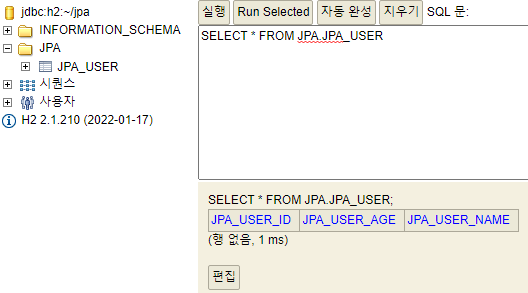 jdbc:h2:~/jpa
INFORMATION_SCHEMA
JPA
JPA_USER
시퀀스
사용자
H2 2.1.210 (2022-01-17)
실행 Run Selected 자동 완성 지우기 SQL 문:
SELECT * FROM JPA.JPA_USER
SELECT * FROM JPA.JPA_USER;
JPA_USER_ID JPA_USER_AGE JPA_USER_NAME
(행 없음, 1 ms)
편집